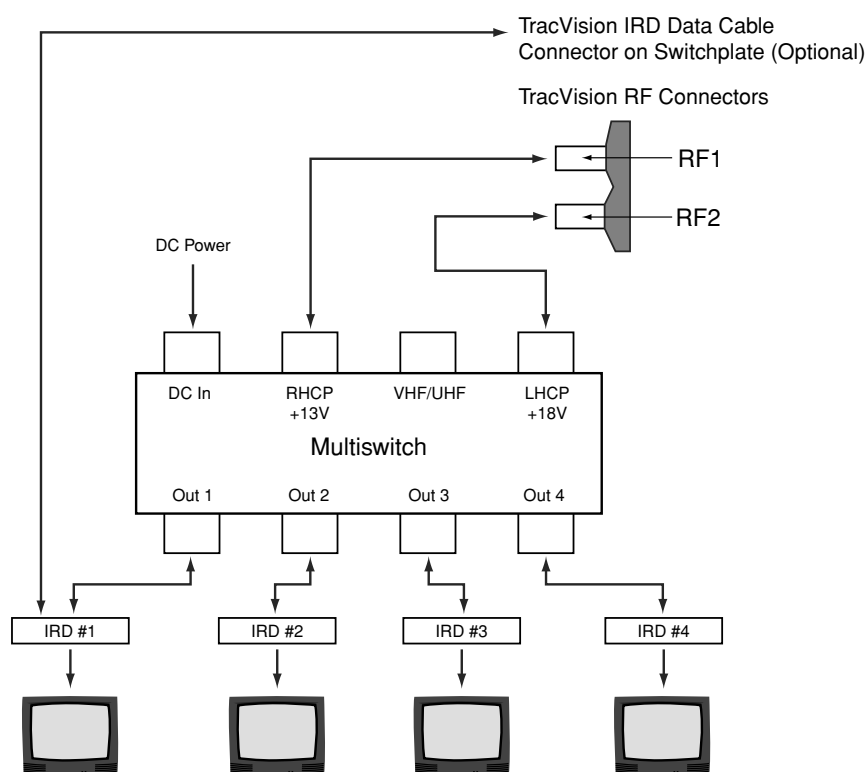 TracVision IRD Data Cable
Connector on Switchplate (Optional)
TracVision RF Connectors
RF1
RF2
DC Power
DC In
RHCP
+13V
VHF/UHF
LHCP
+18V
Multiswitch
Out 1
Out 2
Out 3
Out 4
IRD #1
IRD #2
IRD #3
IRD #4